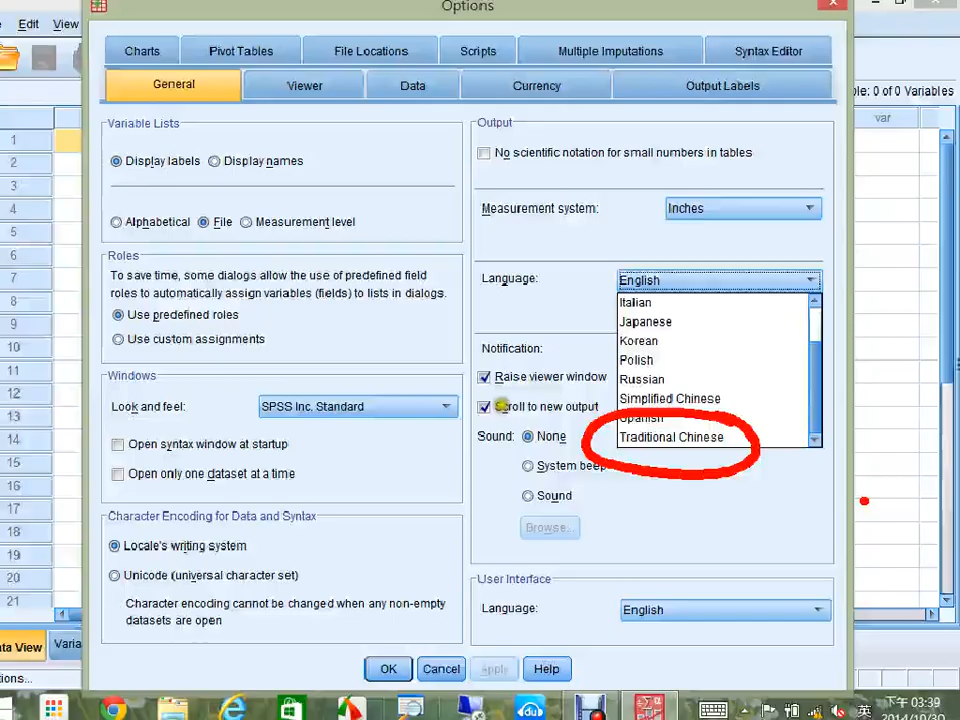 Options
Edit View
Charts Pivot Tables File Locations Scripts Multiple Imputations Syntax Editor
General Viewer Data Currency Output Labels
0 of 0 Variables
var
1
2
3
4
5
6
7
8
9
10
11
12
13
14
15
16
17
18
19
20
21
Variable Lists
Display labels Display names
Alphabetical File Measurement level
Roles
To save time, some dialogs allow the use of predefined field
roles to automatically assign variables (fields) to lists in dialogs.
Use predefined roles
Use custom assignments
Windows
Look and feel: SPSS Inc. Standard
Open syntax window at startup
Open only one dataset at a time
Character Encoding for Data and Syntax
Locale's writing system
Unicode (universal character set)
Character encoding cannot be changed when any non-empty
datasets are open
Output
No scientific notation for small numbers in tables
Measurement system: Inches
Language: English
Italian
Japanese
Korean
Polish
Russian
Simplified Chinese
Spanish
Traditional Chinese
Notification:
Raise viewer window
Scroll to new output
Sound: None
System beep
Sound
Browse...
User Interface
Language: English
OK Cancel Apply Help
ta View Varia
ons...
du
英
下午 03:39
2014/10/30